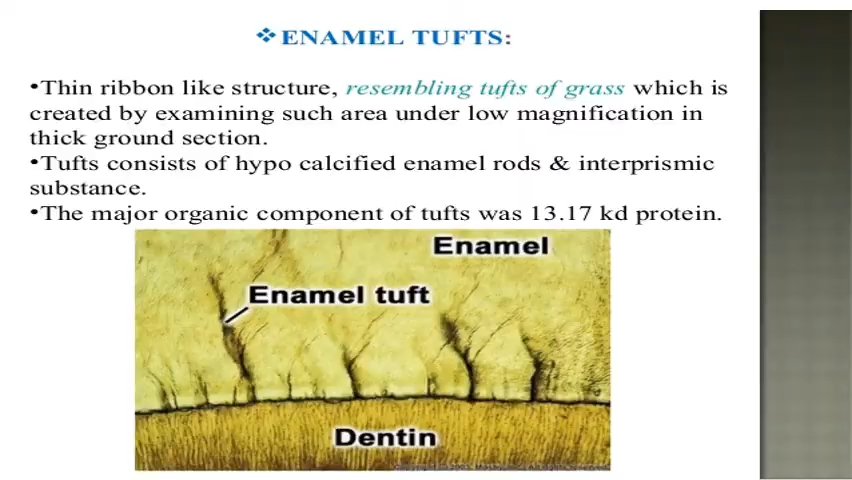 ❖ENAMEL TUFTS:
•Thin ribbon like structure, resembling tufts of grass which is
created by examining such area under low magnification in
thick ground section.
•Tufts consists of hypo calcified enamel rods & interprismic
substance.
•The major organic component of tufts was 13.17 kd protein.
Enamel
Enamel tuft
Dentin